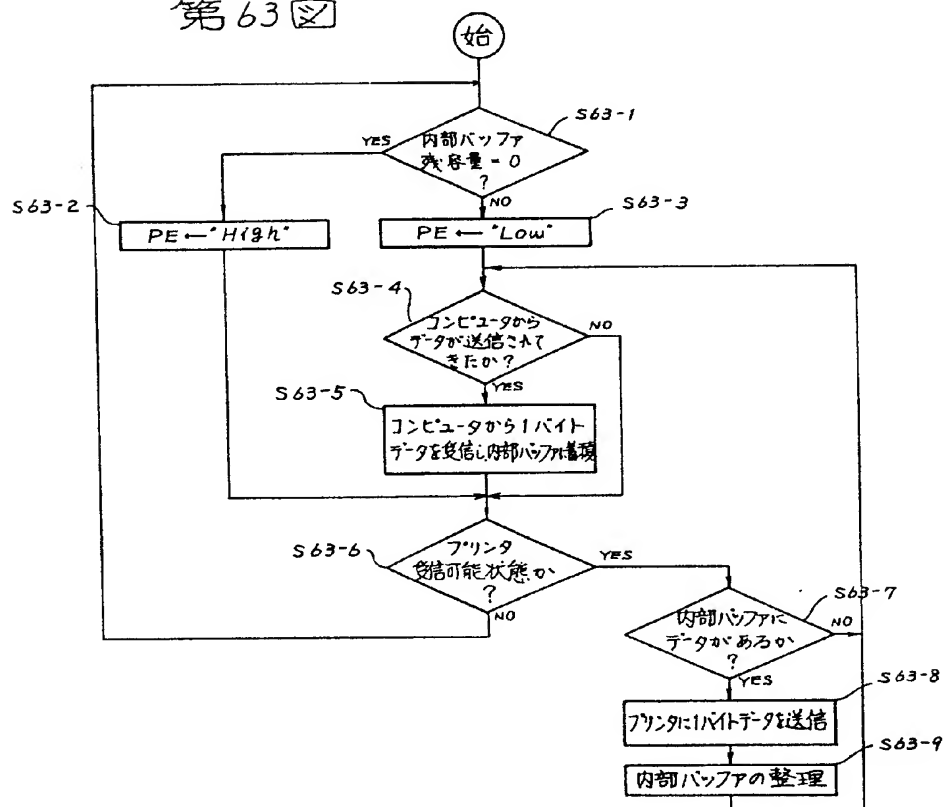 第63図
始
S63-1
YES
内部バッファ
残容量=0
?
NO
S63-2
PE←"High"
S63-3
PE←"Low"
S63-4
コンピュータから
データが送信されて
きたか?
NO
YES
S63-5
コンピュータから1バイト
データを受信し内部バッファに蓄積
S63-6
プリンタ
受信可能状態か
?
YES
NO
S63-7
内部バッファに
データがあるか
?
NO
YES
S63-8
プリンタに1バイトデータを送信
S63-9
内部バッファの整理